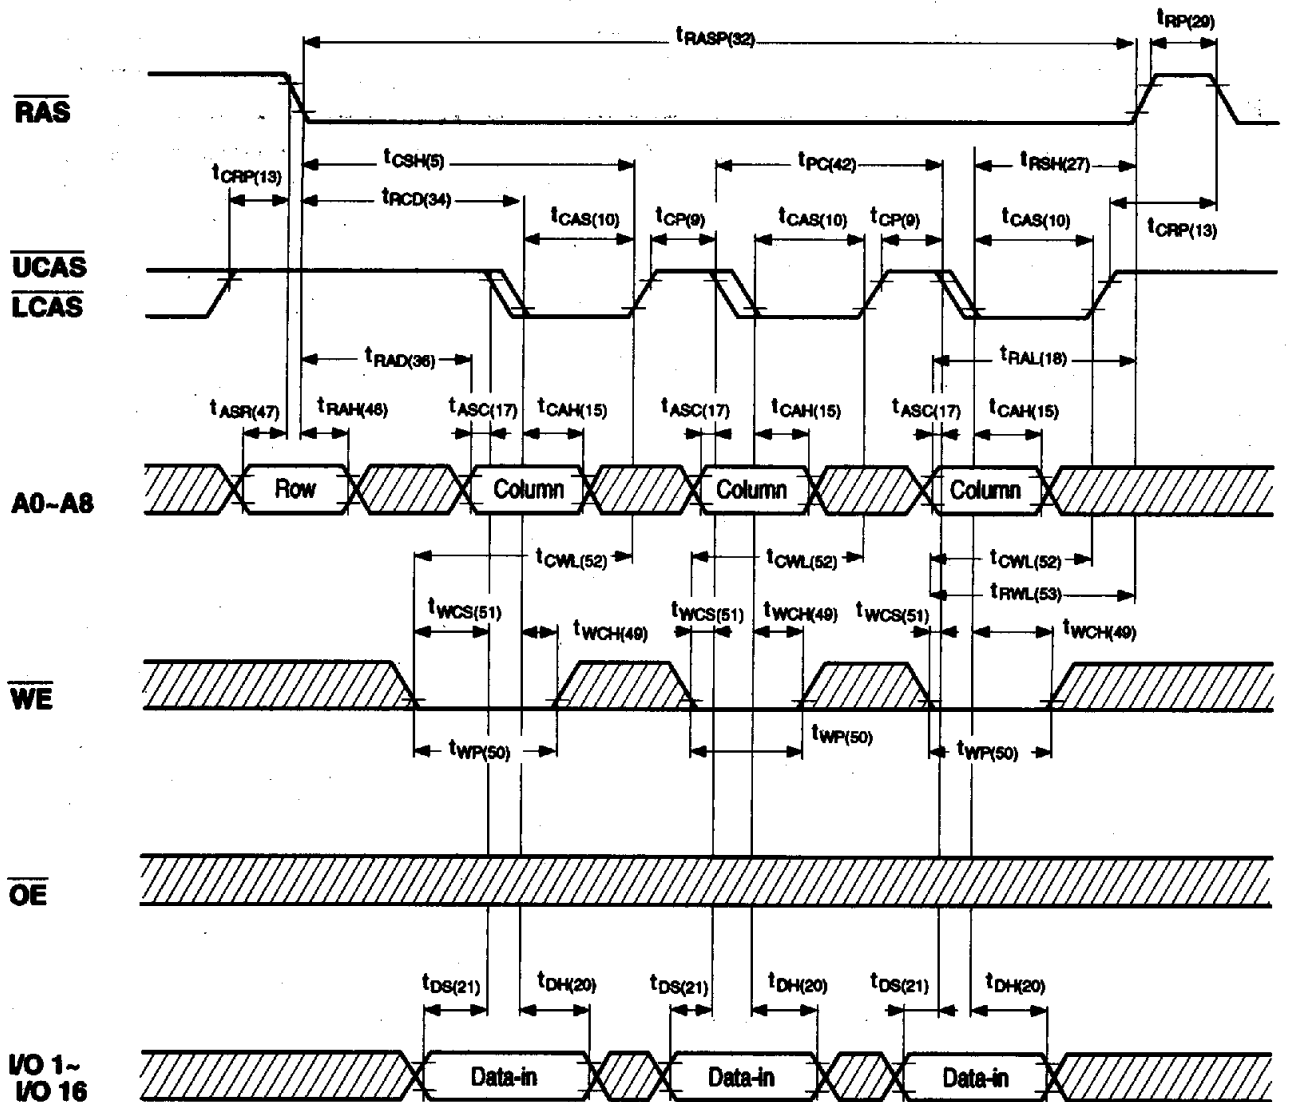 tRASP(32)
tRP(29)
RAS
tCSH(5)
tPC(42)
tRSH(27)
tCRP(13)
tRCD(34)
tCAS(10)
tCP(9)
tCAS(10)
tCP(9)
tCAS(10)
tCRP(13)
UCAS
LCAS
tRAD(36)
tRAL(18)
tASR(47)
tRAH(46)
tASC(17)
tCAH(15)
tASC(17)
tCAH(15)
tASC(17)
tCAH(15)
A0~A8
Row
Column
Column
Column
tCWL(52)
tCWL(52)
tCWL(52)
tRWL(53)
tWCS(51)
tWCH(49)
tWCS(51)
tWCH(49)
tWCS(51)
tWCH(49)
WE
tWP(50)
tWP(50)
tWP(50)
OE
tDS(21)
tDH(20)
tDS(21)
tDH(20)
tDS(21)
tDH(20)
I/O 1~
I/O 16
Data-in
Data-in
Data-in